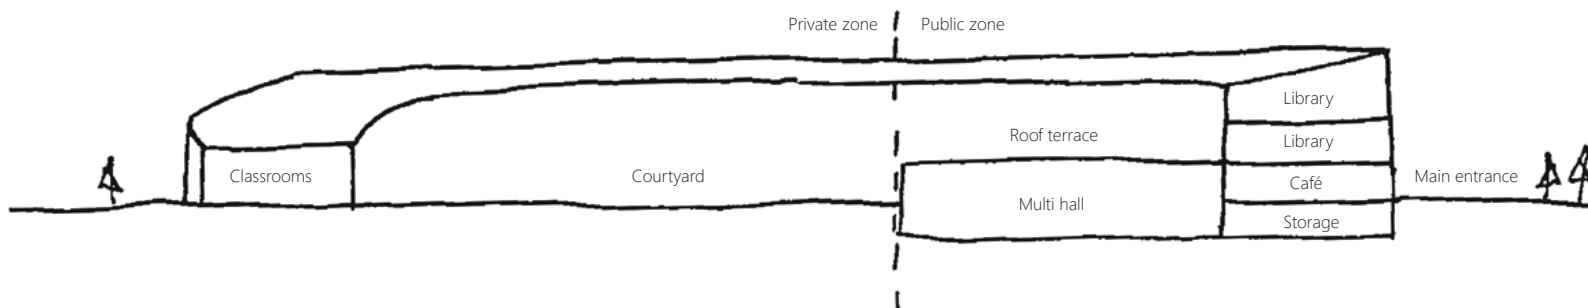 Private zone
Public zone
Library
Roof terrace
Library
Classrooms
Courtyard
Café
Main entrance
Multi hall
Storage